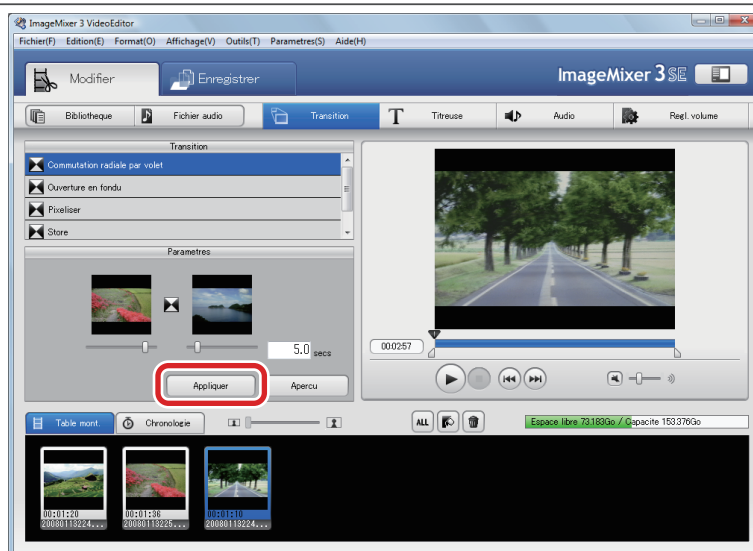 ImageMixer 3 VideoEditor
Fichier(F) Edition(E) Format(O) Affichage(V) Outils(T) Parametres(S) Aide(H)
Modifier
Enregistrer
ImageMixer 3 SE
Bibliotheque
Fichier audio
Transition
T Titreuse
Audio
Regl. volume
Transition
Commutation radiale par volet
Ouverture en fondu
Pixeliser
Store
Parametres
5.0 secs
Appliquer
Apercu
00:02:57
Table mont.
Chronologie
ALL
Espace libre 73.183Go / Capacite 153.376Go
00:01:20
20080113224...
00:01:36
20080113225...
00:01:10
20080113224...